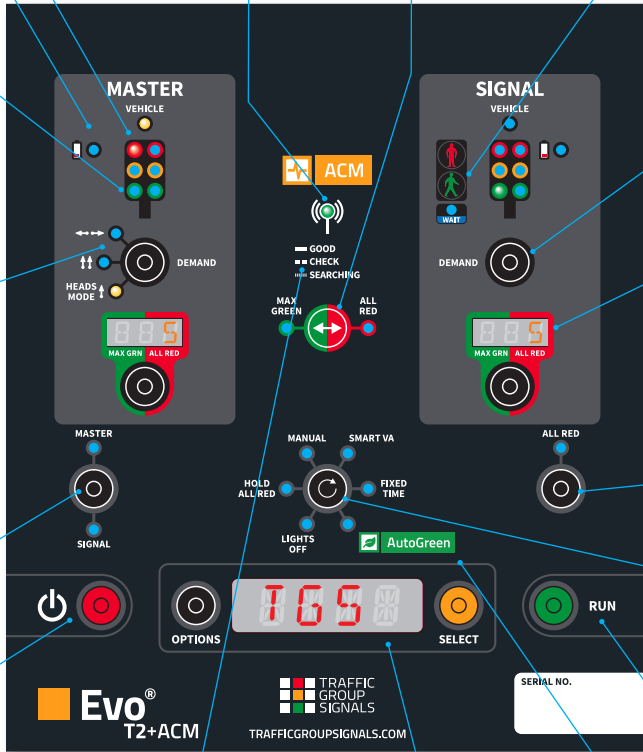 MASTER
VEHICLE
DEMAND
HEADS
MODE
5
MAX GRN ALL RED
ACM
GOOD
CHECK
SEARCHING
MAX
GREEN
ALL
RED
SIGNAL
VEHICLE
WAIT
DEMAND
5
MAX GRN ALL RED
MASTER
SIGNAL
MANUAL
SMART VA
HOLD
ALL RED
FIXED
TIME
LIGHTS
OFF
AutoGreen
ALL RED
OPTIONS
TGS
SELECT
RUN
Evo®
T2+ACM
TRAFFIC
GROUP
SIGNALS
TRAFFICGROUPSIGNALS.COM
SERIAL NO.